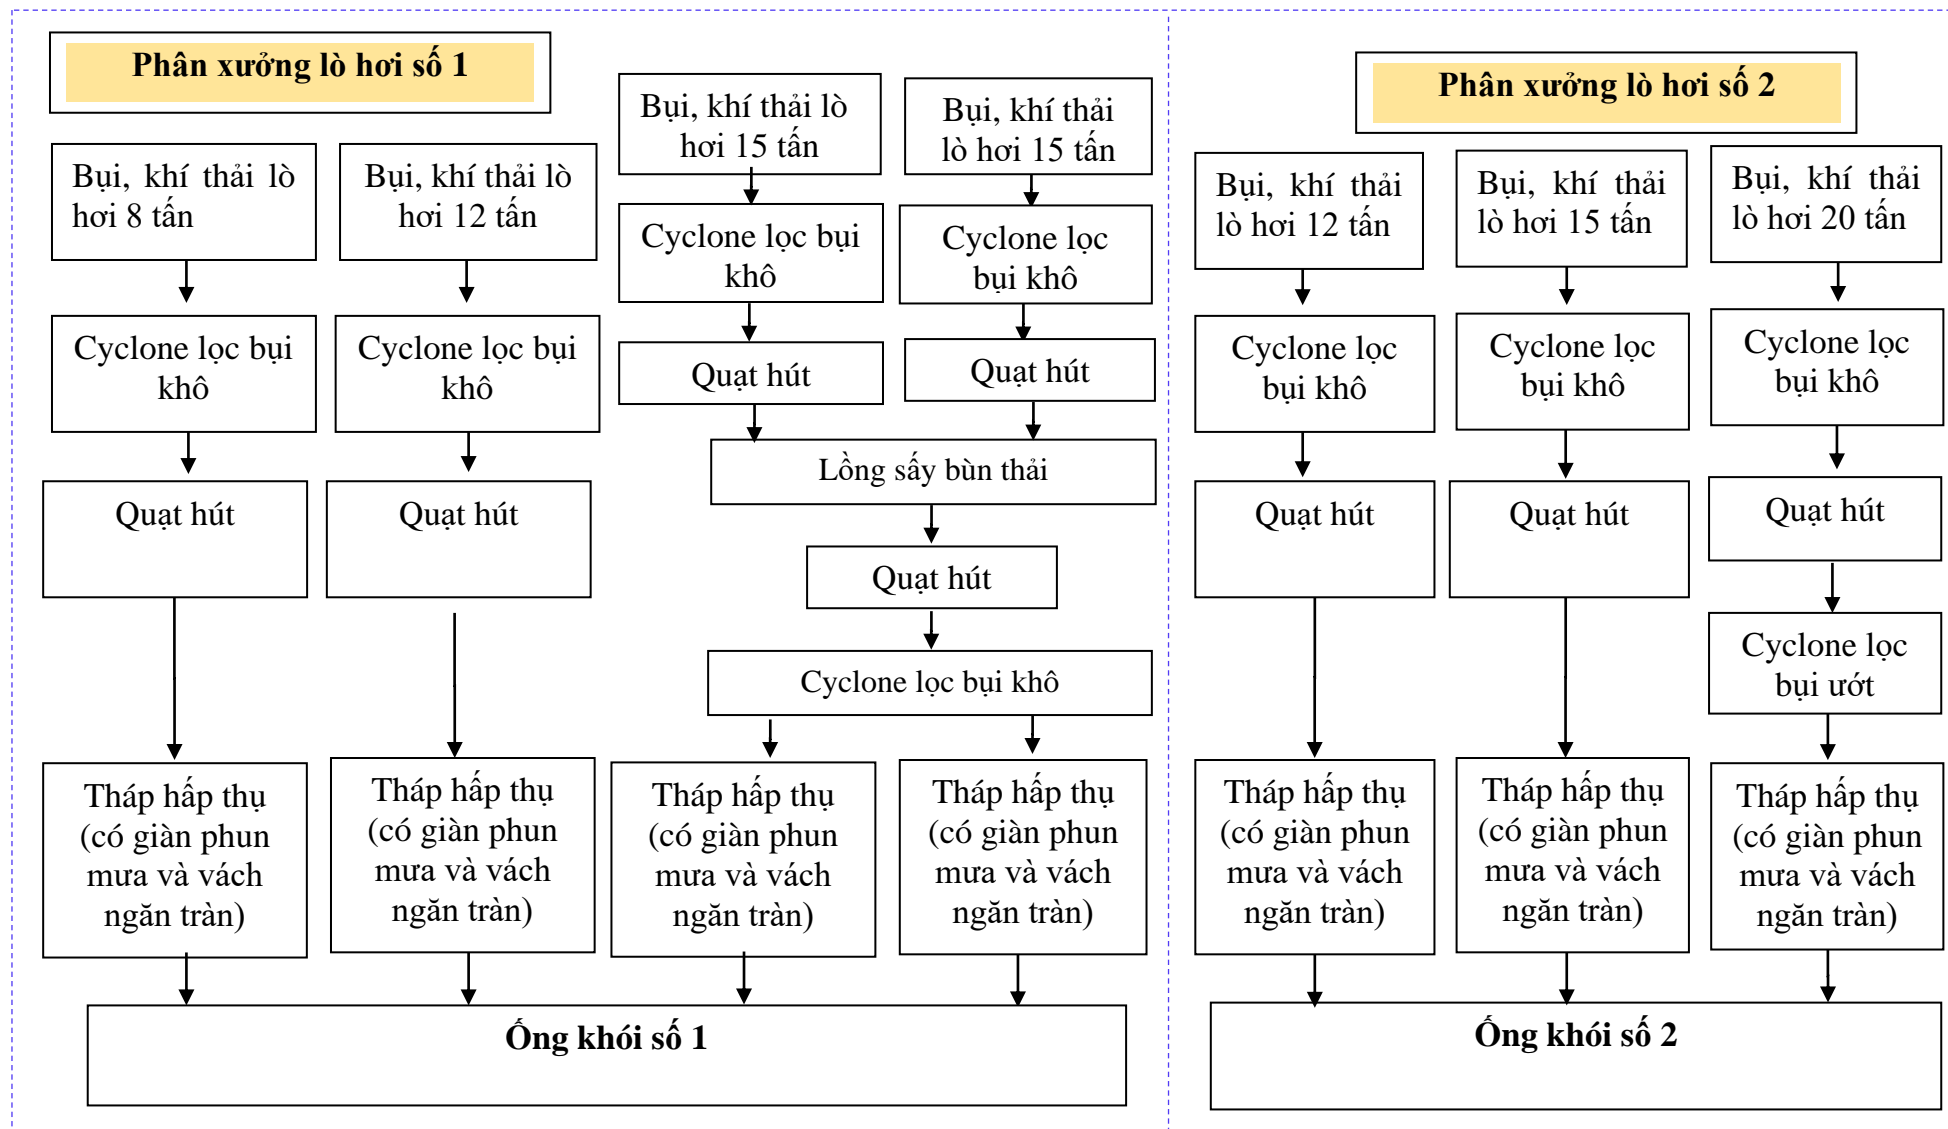 Phân xưởng lò hơi số 1
Bụi, khí thải lò
hơi 8 tấn
Cyclone lọc bụi
khô
Quạt hút
Tháp hấp thụ
(có giàn phun
mưa và vách
ngăn tràn)
Bụi, khí thải lò
hơi 12 tấn
Cyclone lọc bụi
khô
Quạt hút
Tháp hấp thụ
(có giàn phun
mưa và vách
ngăn tràn)
Bụi, khí thải lò
hơi 15 tấn
Cyclone lọc bụi
khô
Quạt hút
Bụi, khí thải
lò hơi 15 tấn
Cyclone lọc
bụi khô
Quạt hút
Lồng sấy bùn thải
Quạt hút
Cyclone lọc bụi khô
Tháp hấp thụ
(có giàn phun
mưa và vách
ngăn tràn)
Tháp hấp thụ
(có giàn phun
mưa và vách
ngăn tràn)
Ống khói số 1
Phân xưởng lò hơi số 2
Bụi, khí thải
lò hơi 12 tấn
Cyclone lọc
bụi khô
Quạt hút
Tháp hấp thụ
(có giàn phun
mưa và vách
ngăn tràn)
Bụi, khí thải
lò hơi 15 tấn
Cyclone lọc
bụi khô
Quạt hút
Tháp hấp thụ
(có giàn phun
mưa và vách
ngăn tràn)
Bụi, khí thải
lò hơi 20 tấn
Cyclone lọc
bụi khô
Quạt hút
Cyclone lọc
bụi ướt
Tháp hấp thụ
(có giàn phun
mưa và vách
ngăn tràn)
Ống khói số 2